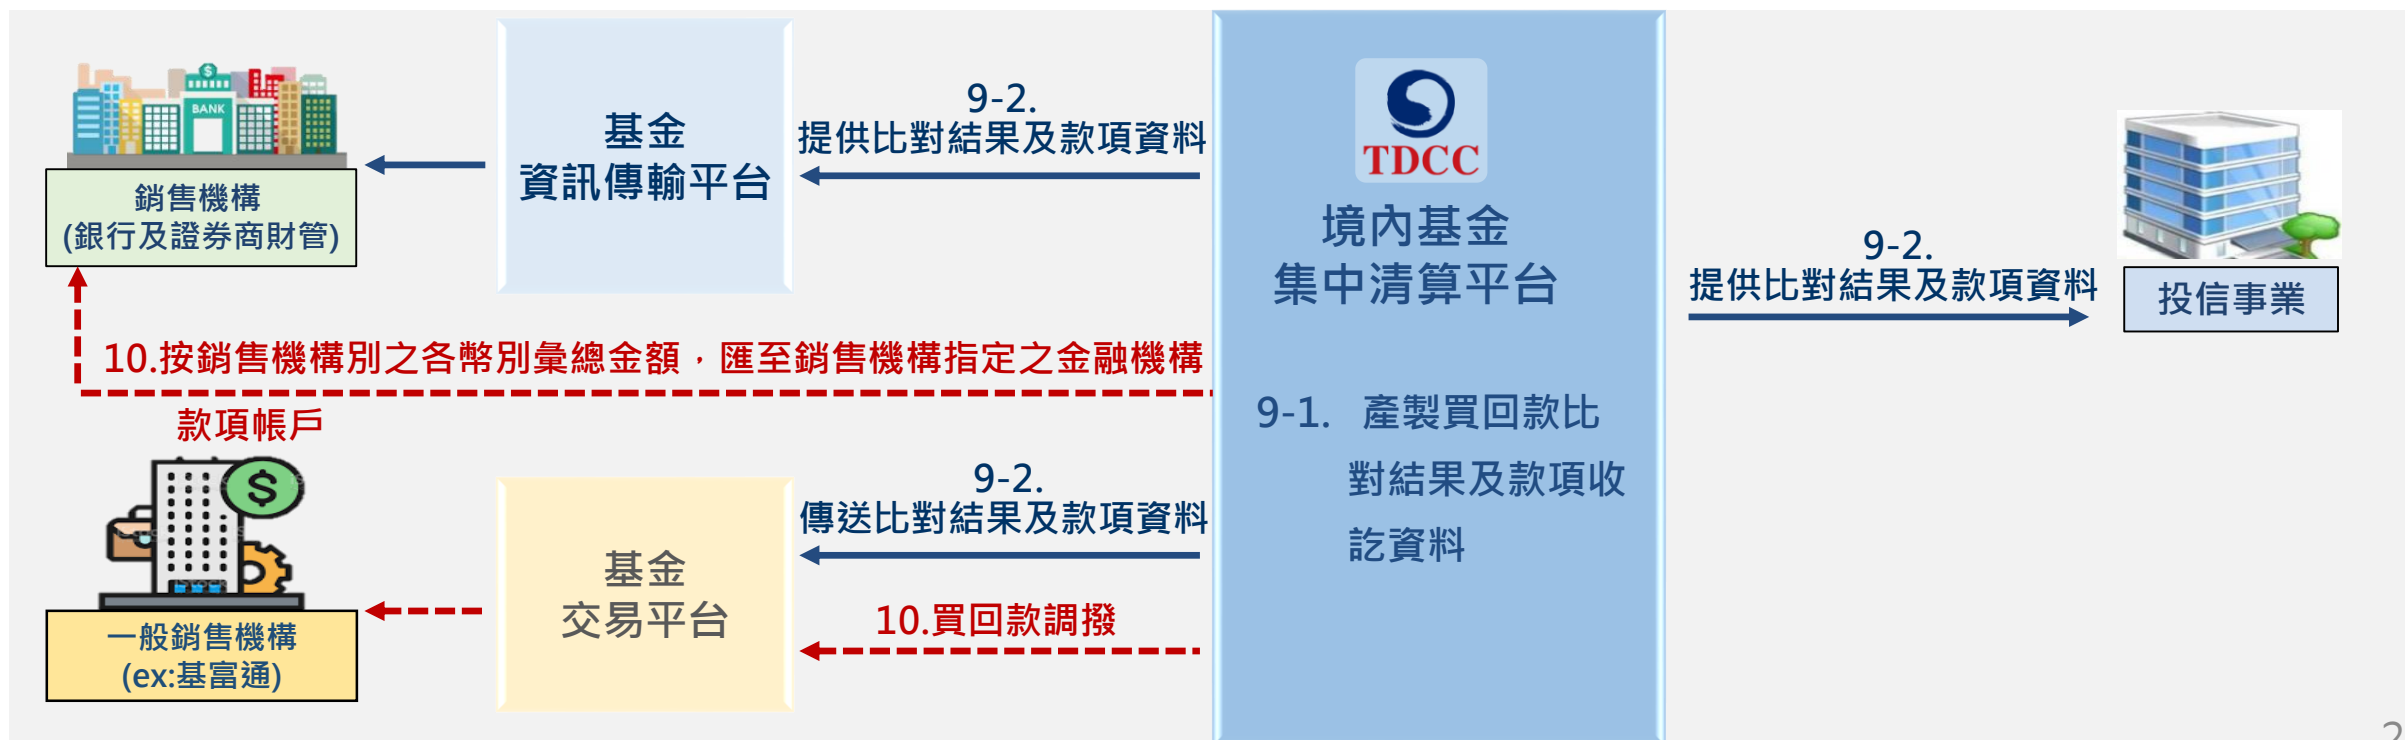 BANK
銷售機構
(銀行及證券商財管)
基金
資訊傳輸平台
9-2.
提供比對結果及款項資料
TDCC
境內基金
集中清算平台
9-2.
提供比對結果及款項資料
投信事業
10.按銷售機構別之各幣別彙總金額，匯至銷售機構指定之金融機構
款項帳戶
9-1. 產製買回款比
對結果及款項收
訖資料
一般銷售機構
(ex:基富通)
基金
交易平台
9-2.
傳送比對結果及款項資料
10.買回款調撥
2